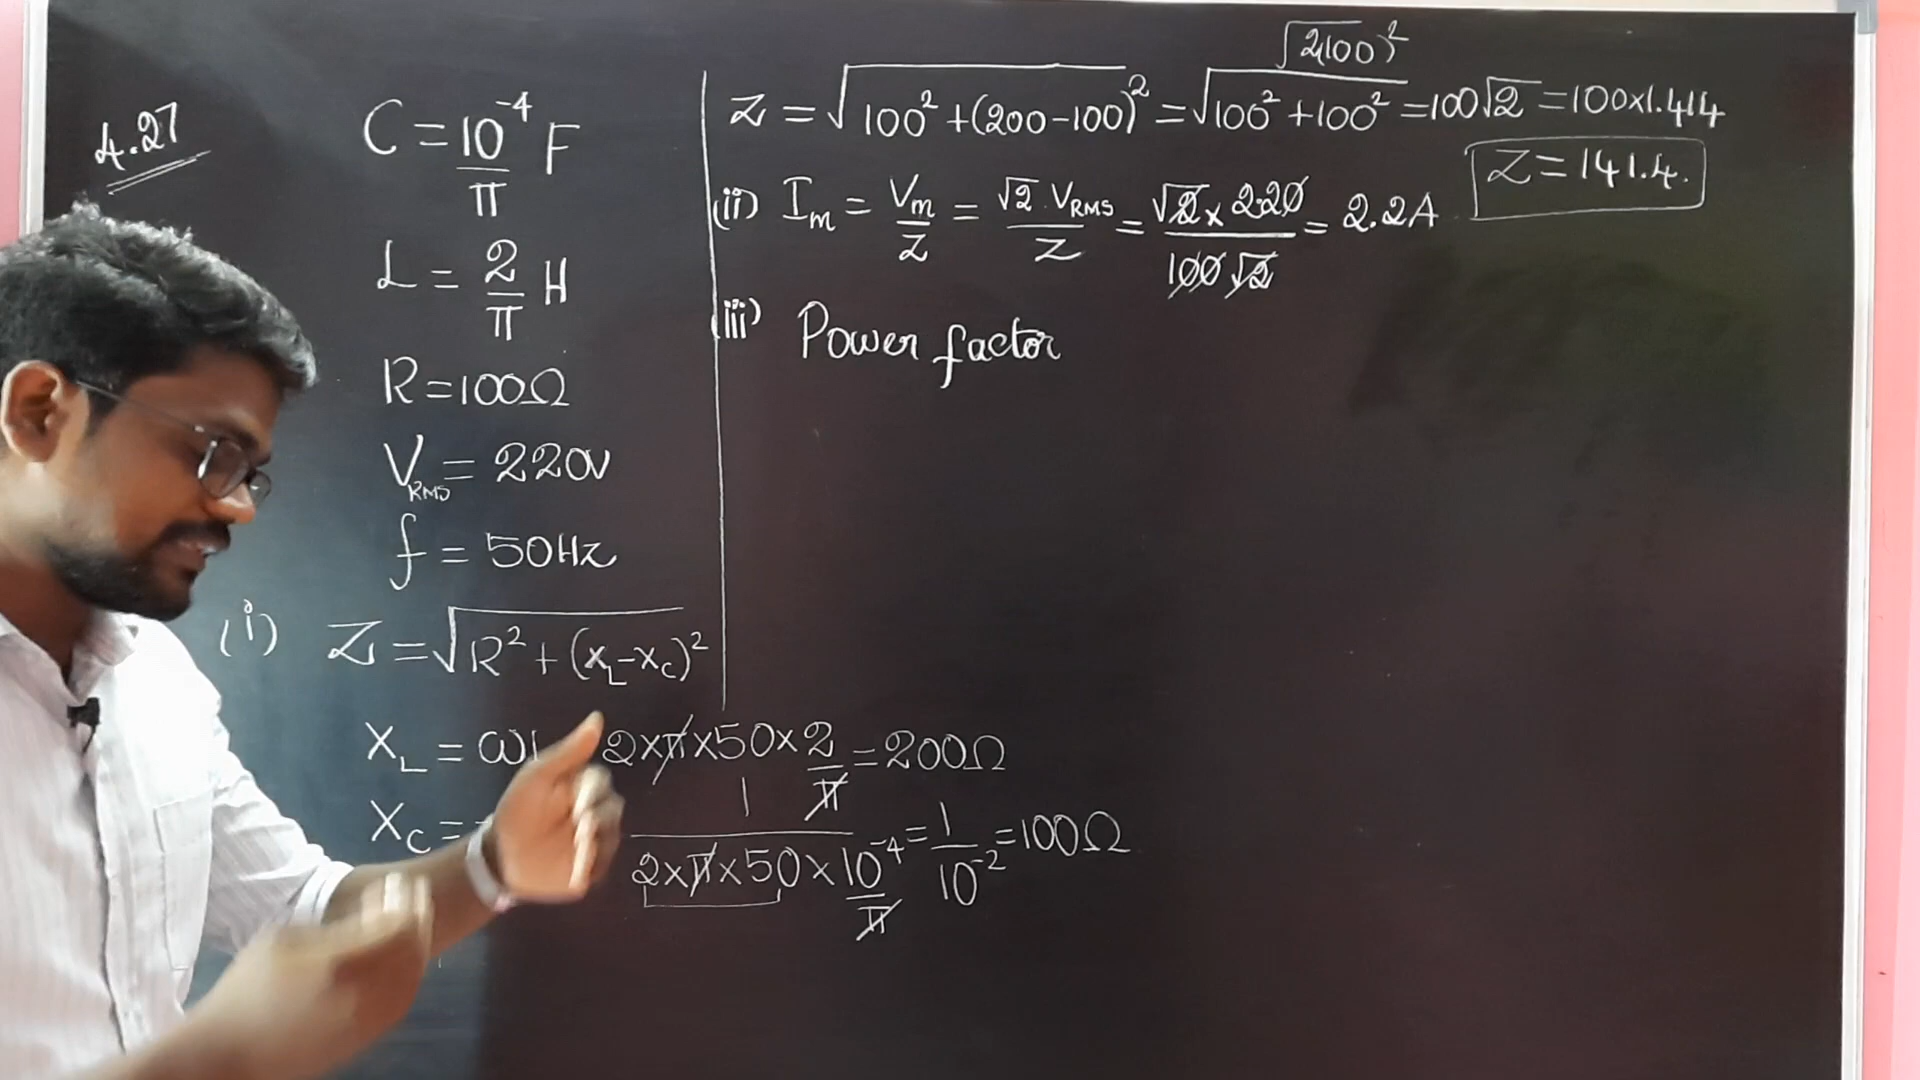 4.27
C = 10⁻⁴/π F
L = 2/π H
R = 100Ω
V_RMS = 220V
f = 50Hz
(i) Z = √(R² + (X_L - X_C)²)
X_L = ω 2×π×50×2/π = 200Ω
X_C = 1/(2×π×50×10⁻⁴/π) = 1/10⁻² = 100Ω
√2(100)²
Z = √(100² + (200-100)²) = √(100² + 100²) = 100√2 = 100×1.414
Z = 141.4.
(ii) I_m = V_m/Z = √2 V_RMS/Z = √2 × 220/100√2 = 2.2A
iii) Power factor